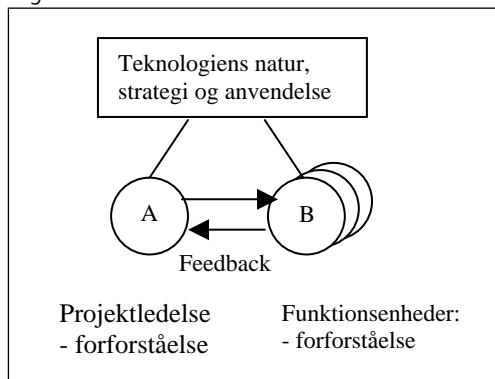 Teknologiens natur,
strategi og anvendelse
A
B
Feedback
Projektledelse
- forforståelse
Funktionsenheder:
- forforståelse